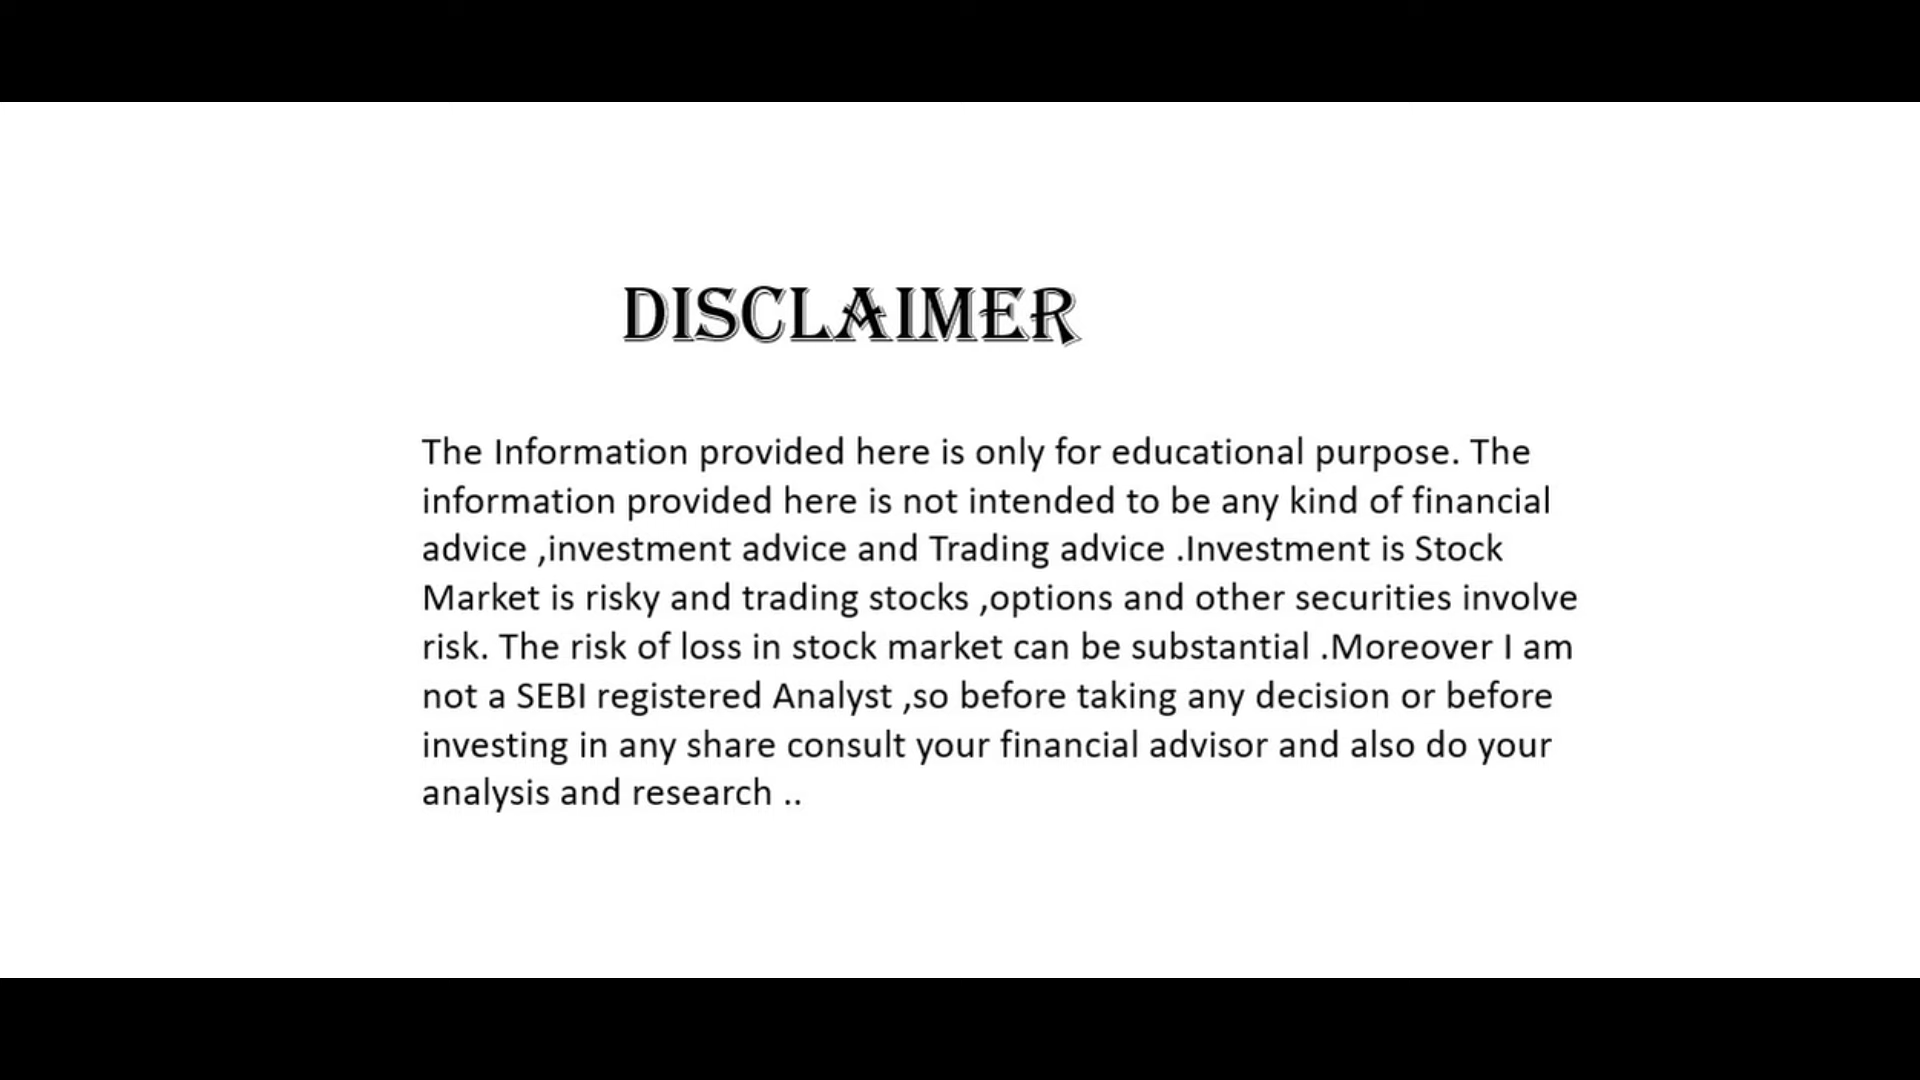 DISCLAIMER
The Information provided here is only for educational purpose. The
information provided here is not intended to be any kind of financial
advice ,investment advice and Trading advice .Investment is Stock
Market is risky and trading stocks ,options and other securities involve
risk. The risk of loss in stock market can be substantial .Moreover I am
not a SEBI registered Analyst ,so before taking any decision or before
investing in any share consult your financial advisor and also do your
analysis and research ..